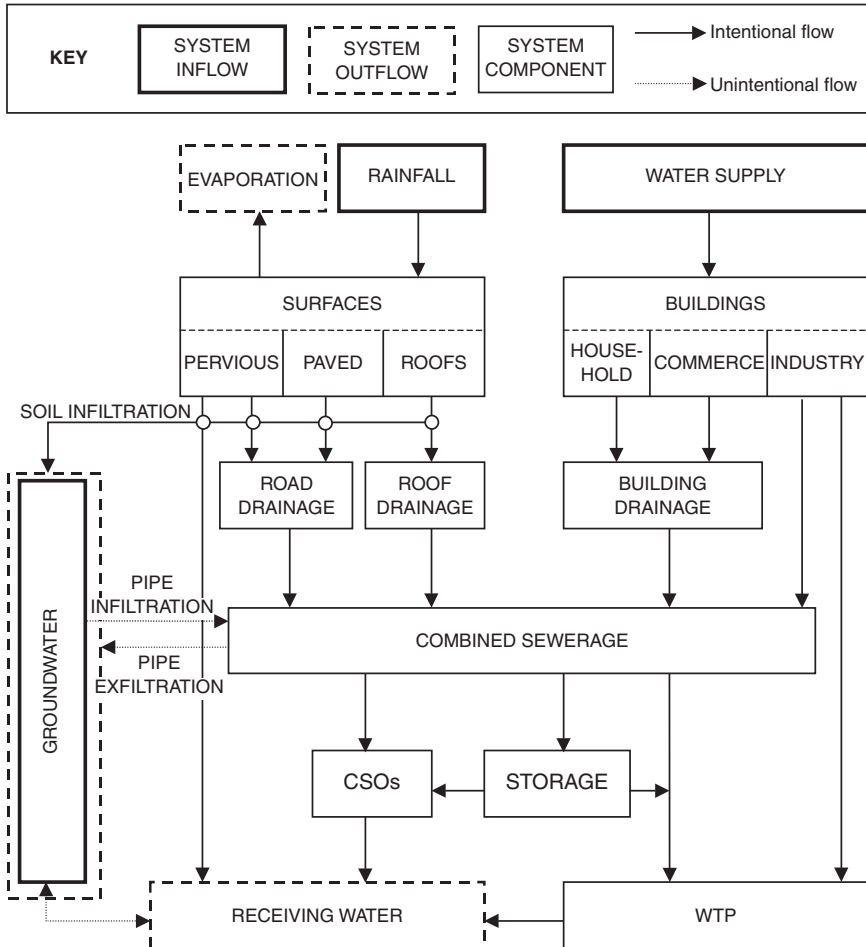 KEY
SYSTEM
INFLOW
SYSTEM
OUTFLOW
SYSTEM
COMPONENT
Intentional flow
Unintentional flow
EVAPORATION
RAINFALL
WATER SUPPLY
SURFACES
BUILDINGS
PERVIOUS
PAVED
ROOFS
HOUSE-
HOLD
COMMERCE
INDUSTRY
SOIL INFILTRATION
ROAD
DRAINAGE
ROOF
DRAINAGE
BUILDING
DRAINAGE
GROUNDWATER
PIPE
INFILTRATION
PIPE
EXFILTRATION
COMBINED SEWERAGE
CSOs
STORAGE
RECEIVING WATER
WTP